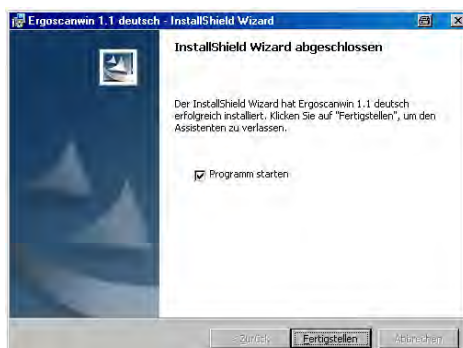 Ergoscanwin 1.1 deutsch - InstallShield Wizard
InstallShield Wizard abgeschlossen
Der InstallShield Wizard hat Ergoscanwin 1.1 deutsch
erfolgreich installiert. Klicken Sie auf "Fertigstellen", um den
Assistenten zu verlassen.
Programm starten
Zurück Fertigstellen Abbrechen